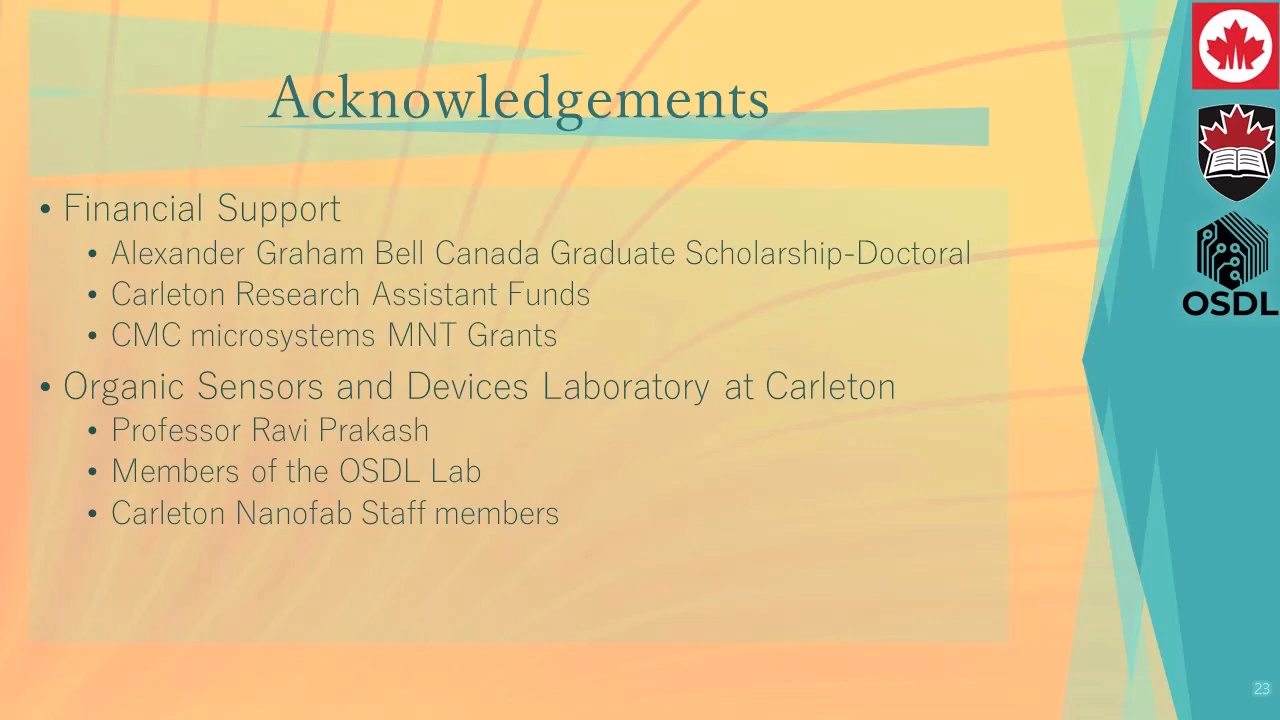 Acknowledgements
• Financial Support
• Alexander Graham Bell Canada Graduate Scholarship-Doctoral
• Carleton Research Assistant Funds
• CMC microsystems MNT Grants
• Organic Sensors and Devices Laboratory at Carleton
• Professor Ravi Prakash
• Members of the OSDL Lab
• Carleton Nanofab Staff members
OSDL
23